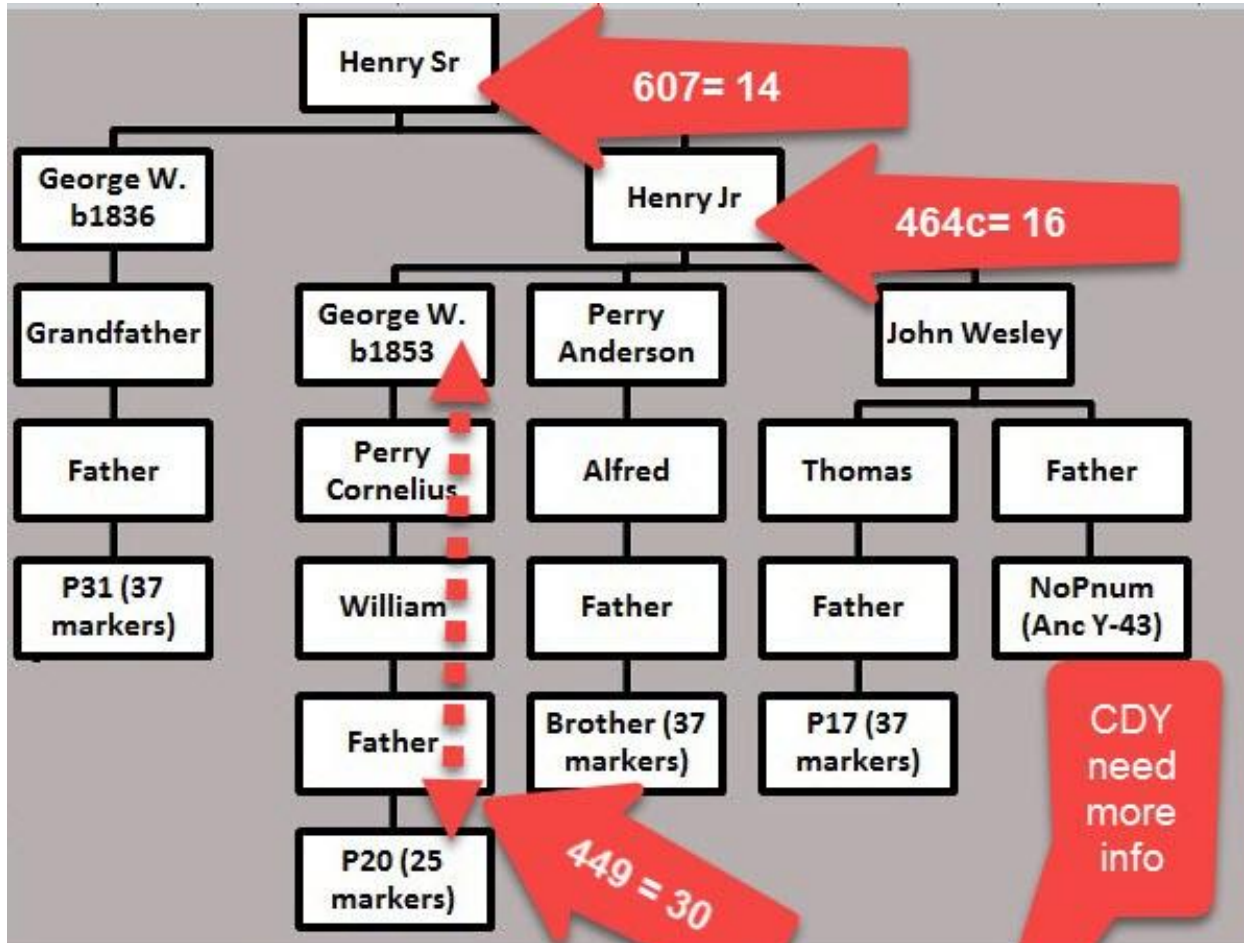 Henry Sr
607= 14
George W.
b1836
Henry Jr
464c= 16
Grandfather
George W.
b1853
Perry
Anderson
John Wesley
Father
Perry
Cornelius
Alfred
Thomas
Father
P31 (37
markers)
William
Father
Father
NoPnum
(Anc Y-43)
Father
Brother (37
markers)
P17 (37
markers)
CDY
need
more
info
P20 (25
markers)
449 = 30